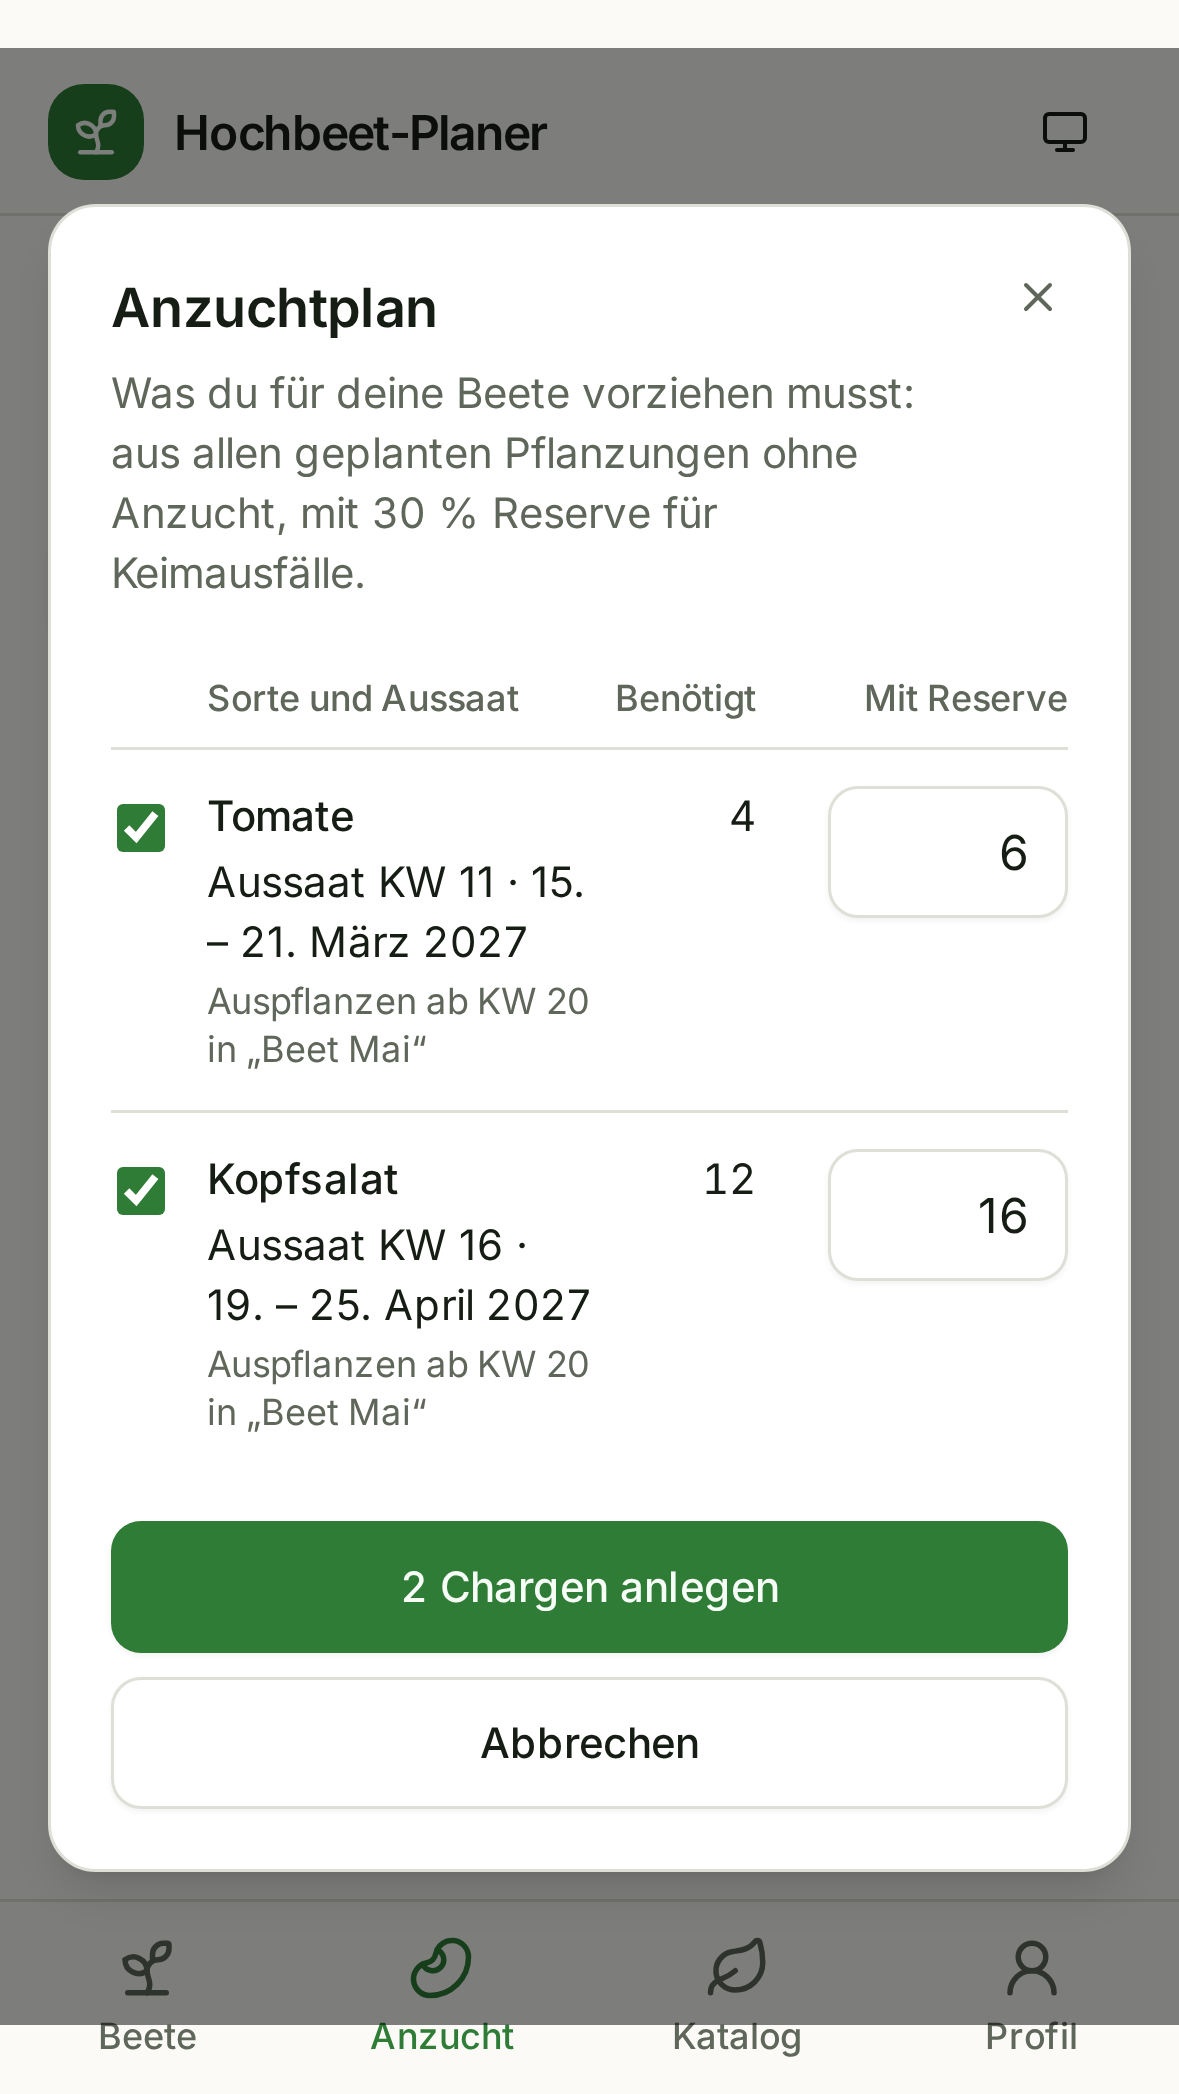 Hochbeet-Planer
Anzuchtplan
Was du für deine Beete vorziehen musst:
aus allen geplanten Pflanzungen ohne
Anzucht, mit 30 % Reserve für
Keimausfälle.
Sorte und Aussaat Benötigt Mit Reserve
Tomate 4 6
Aussaat KW 11 · 15.
– 21. März 2027
Auspflanzen ab KW 20
in „Beet Mai“
Kopfsalat 12 16
Aussaat KW 16 ·
19. – 25. April 2027
Auspflanzen ab KW 20
in „Beet Mai“
2 Chargen anlegen
Abbrechen
Beete Anzucht Katalog Profil